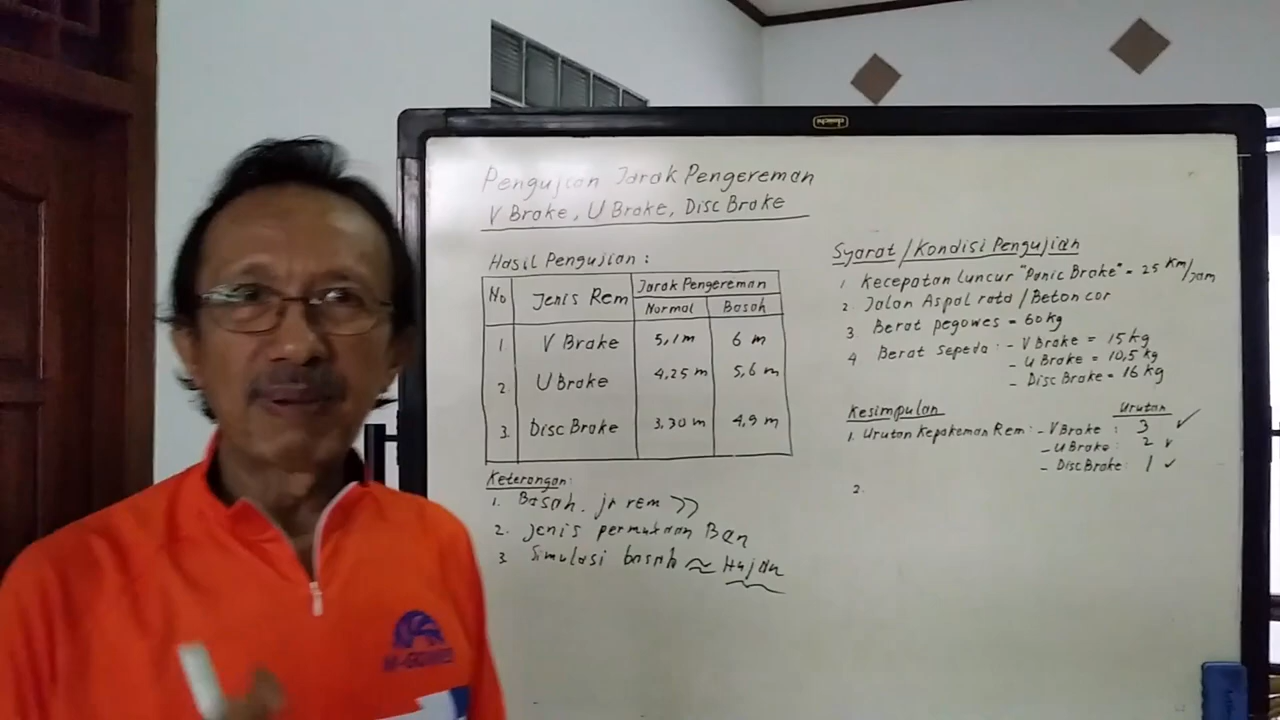 daiichi
Pengujian Jarak Pengereman
V Brake, U Brake, Disc Brake
Hasil Pengujian :
No Jenis Rem Jarak Pengereman
Normal Basah
1 V Brake 5,1 m 6 m
2. U Brake 4,25 m 5,6 m
3. Disc Brake 3,30 m 4,9 m
Keterangan:
1. Basah. jr rem >>
2. Jenis permukaan Ban
3 Simulasi basah ≈ Hujan
Syarat / Kondisi Pengujian
1 Kecepatan Luncur "Panic Brake" = 25 Km/Jam
2. Jalan Aspal rata / Beton cor
3. Berat pegowes = 60 kg
4 Berat Sepeda : - V Brake = 15 kg
- U Brake = 10,5 kg
- Disc Brake = 16 kg
Kesimpulan Urutan
1. Urutan Kepakeman Rem : - V Brake : 3 ✓
- U Brake : 2 ✓
- Disc Brake : 1 ✓
2.